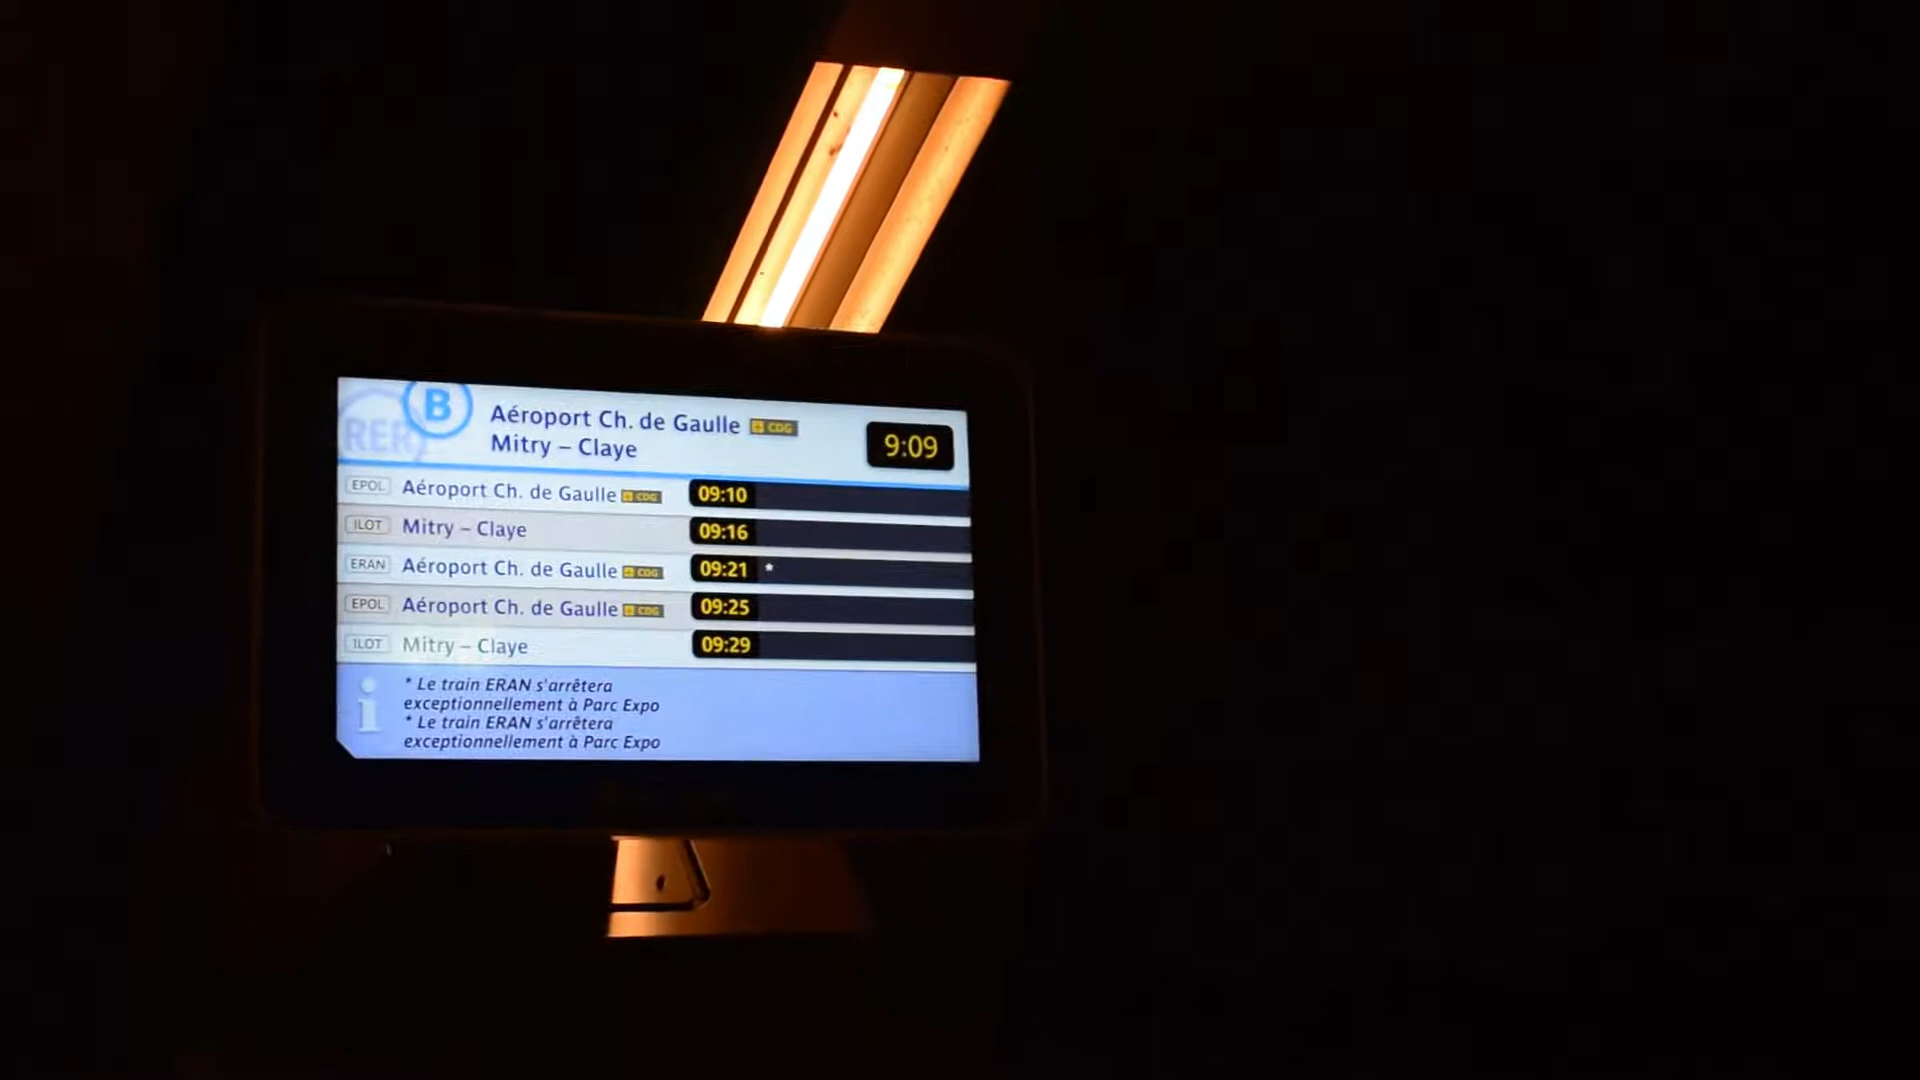 RER B
Aéroport Ch. de Gaulle CDG
Mitry – Claye
9:09
EPOL Aéroport Ch. de Gaulle CDG 09:10
ILOT Mitry – Claye 09:16
ERAN Aéroport Ch. de Gaulle CDG 09:21 *
EPOL Aéroport Ch. de Gaulle CDG 09:25
ILOT Mitry – Claye 09:29
i
* Le train ERAN s'arrêtera
exceptionnellement à Parc Expo
* Le train ERAN s'arrêtera
exceptionnellement à Parc Expo